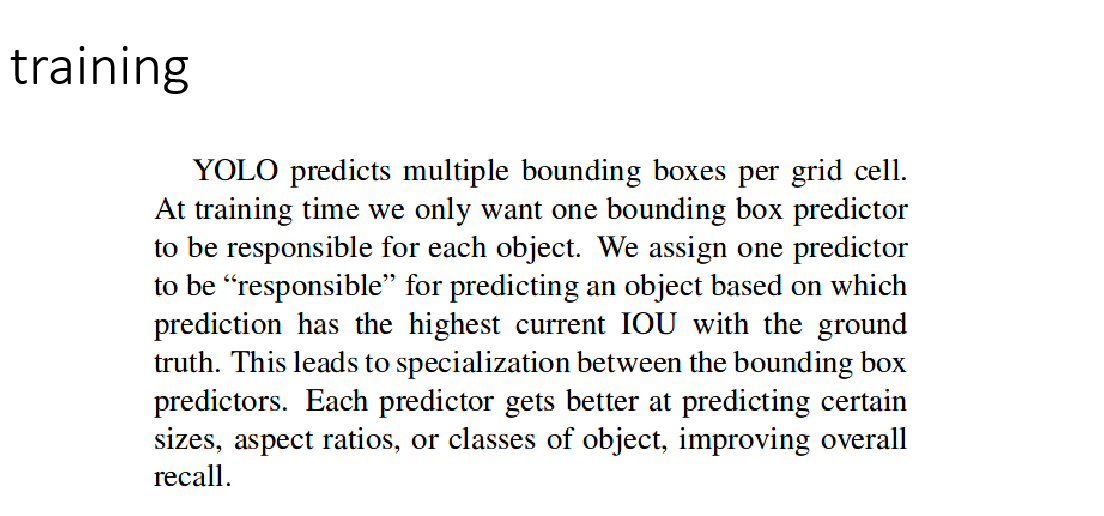 training
YOLO predicts multiple bounding boxes per grid cell.
At training time we only want one bounding box predictor
to be responsible for each object. We assign one predictor
to be “responsible” for predicting an object based on which
prediction has the highest current IOU with the ground
truth. This leads to specialization between the bounding box
predictors. Each predictor gets better at predicting certain
sizes, aspect ratios, or classes of object, improving overall
recall.